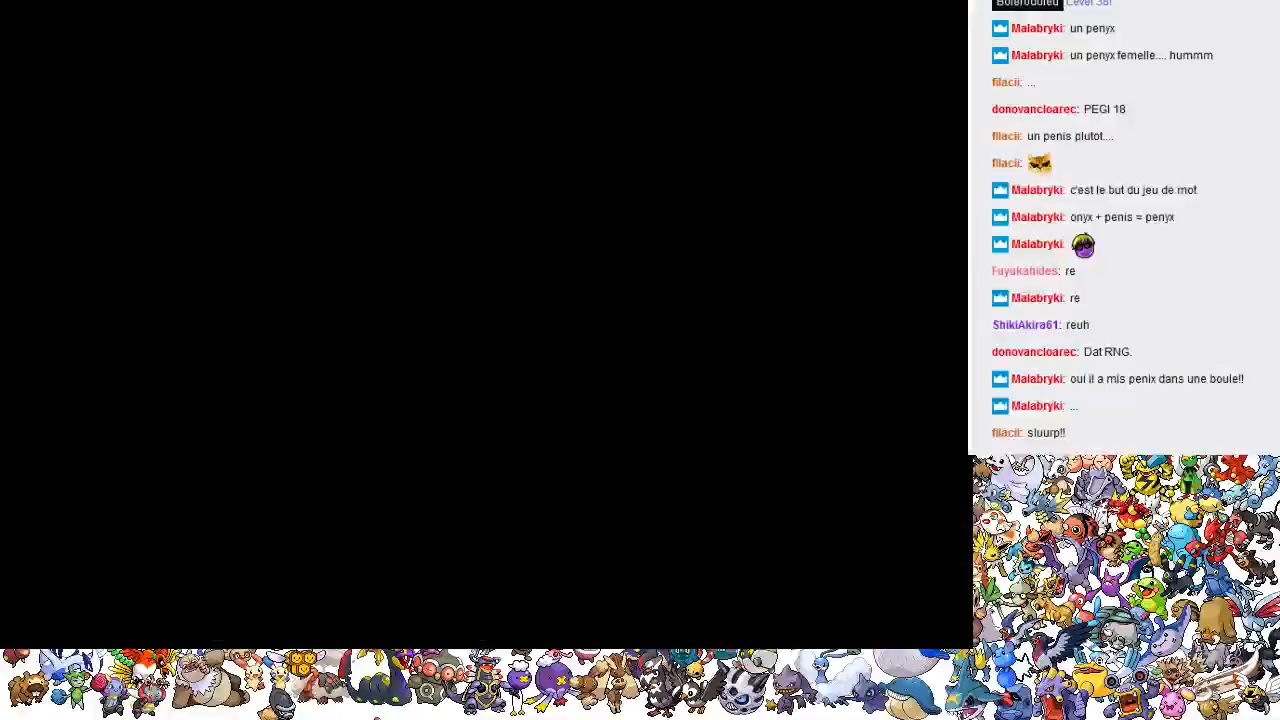 Level 38!
Malabryki: un penyx
Malabryki: un penyx femelle.... hummm
filacii: ...
donovancloarec: PEGI 18
filacii: un penis plutot....
filacii:
Malabryki: c'est le but du jeu de mot
Malabryki: onyx + penis = penyx
Malabryki:
Fuyukahides: re
Malabryki: re
ShikiAkira61: reuh
donovancloarec: Dat RNG.
Malabryki: oui il a mis penix dans une boule!!
Malabryki: ...
filacii: sluurp!!